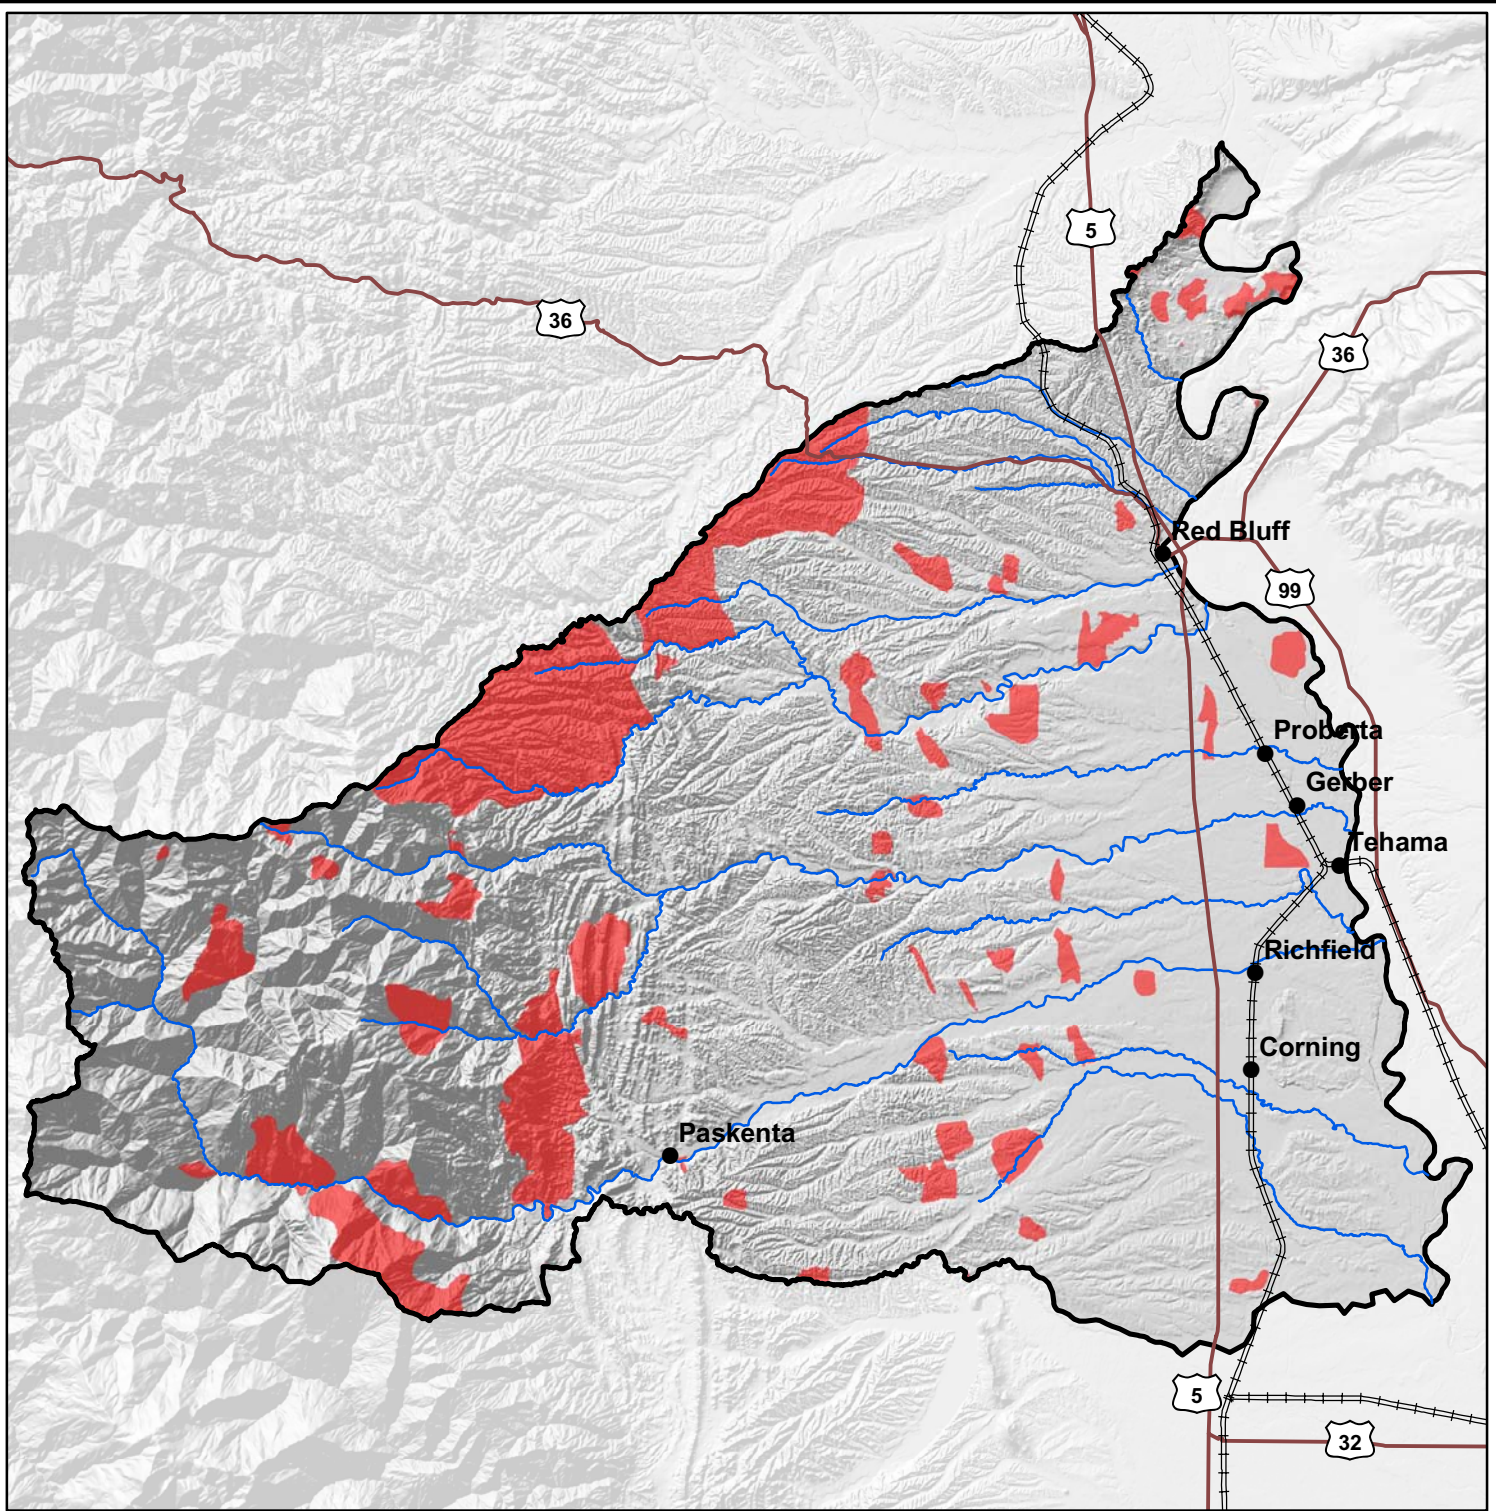 5
36
36
Red Bluff
99
Proberta
Gerber
Tehama
Richfield
Corning
Paskenta
5
32